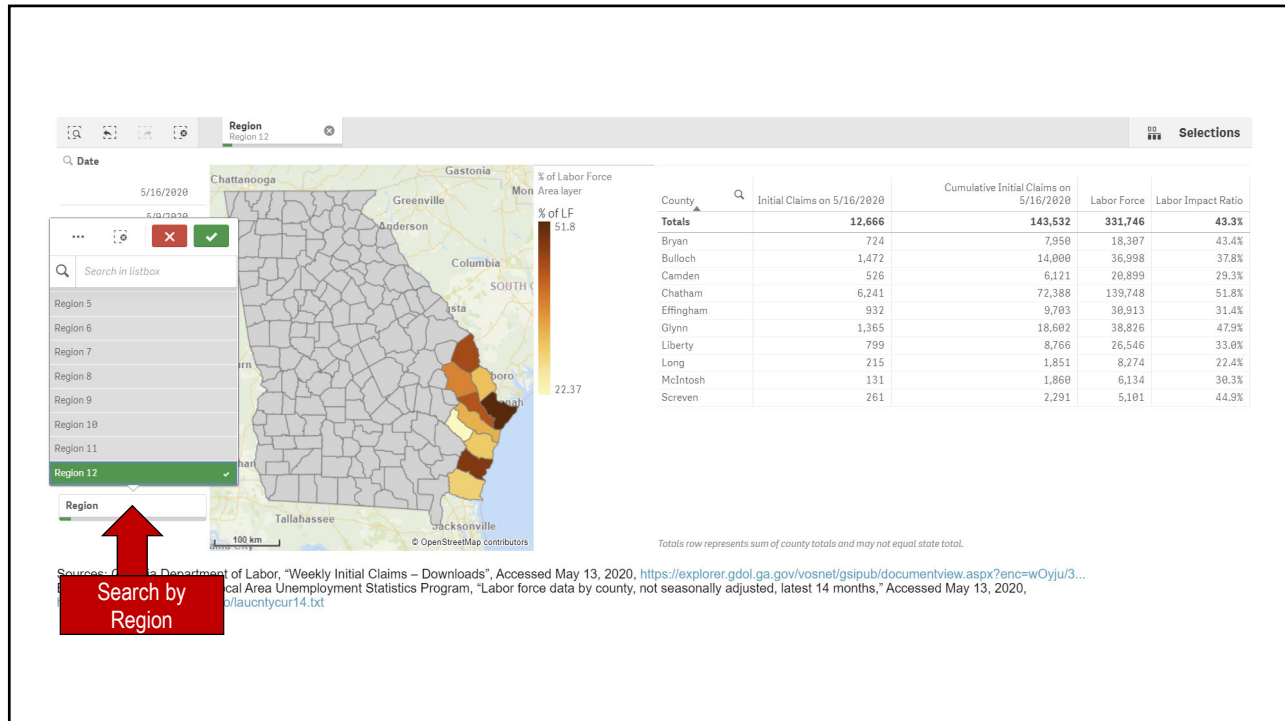 Region
Region 12
Selections
Date
5/16/2020
5/9/2020
Search in listbox
Region 5
Region 6
Region 7
Region 8
Region 9
Region 10
Region 11
Region 12
Region
Chattanooga
Gastonia
Greenville
Anderson
Columbia
SOUTH
Tallahassee
Jacksonville
100 km
© OpenStreetMap contributors
% of Labor Force
Area layer
% of LF
51.8
22.37
County Initial Claims on 5/16/2020 Cumulative Initial Claims on 5/16/2020 Labor Force Labor Impact Ratio
Totals 12,666 143,532 331,746 43.3%
Bryan 724 7,950 18,307 43.4%
Bulloch 1,472 14,000 36,998 37.8%
Camden 526 6,121 20,899 29.3%
Chatham 6,241 72,388 139,748 51.8%
Effingham 932 9,703 30,913 31.4%
Glynn 1,365 18,602 38,826 47.9%
Liberty 799 8,766 26,546 33.0%
Long 215 1,851 8,274 22.4%
McIntosh 131 1,860 6,134 30.3%
Screven 261 2,291 5,101 44.9%
Totals row represents sum of county totals and may not equal state total.
Sources: Department of Labor, “Weekly Initial Claims – Downloads”, Accessed May 13, 2020, https://explorer.gdol.ga.gov/vosnet/gsipub/documentview.aspx?enc=wOyju/3...
ocal Area Unemployment Statistics Program, “Labor force data by county, not seasonally adjusted, latest 14 months,” Accessed May 13, 2020,
o/laucntycur14.txt
Search by
Region